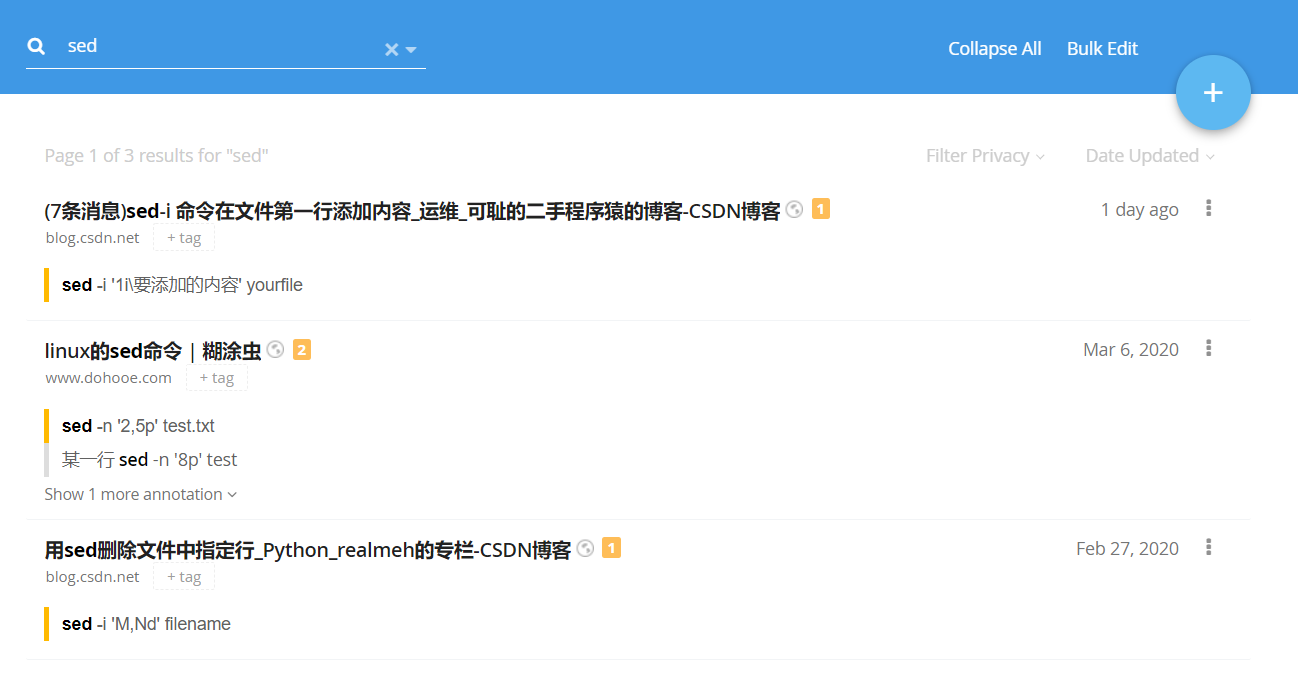 sed
Collapse All
Bulk Edit
+
Page 1 of 3 results for "sed"
Filter Privacy
Date Updated
(7条消息)sed-i 命令在文件第一行添加内容_运维_可耻的二手程序猿的博客-CSDN博客 1
1 day ago
blog.csdn.net
+ tag
sed -i '1i\要添加的内容' yourfile
linux的sed命令 | 糊涂虫 2
Mar 6, 2020
www.dohooe.com
+ tag
sed -n '2,5p' test.txt
某一行 sed -n '8p' test
Show 1 more annotation
用sed删除文件中指定行_Python_realmeh的专栏-CSDN博客 1
Feb 27, 2020
blog.csdn.net
+ tag
sed -i 'M,Nd' filename